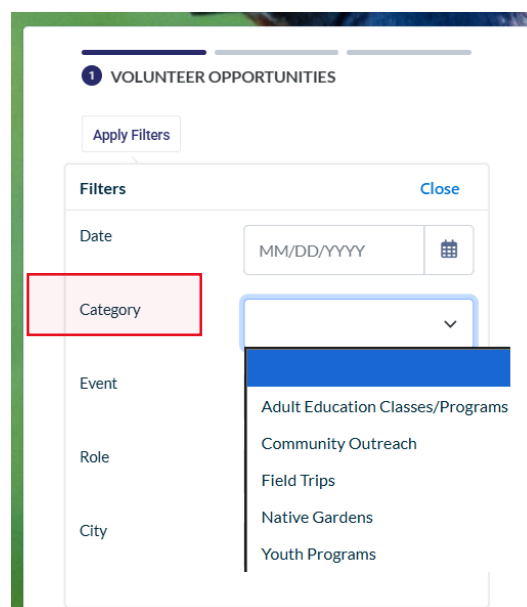 1 VOLUNTEER OPPORTUNITIES
Apply Filters
Filters Close
Date MM/DD/YYYY
Category
Event
Adult Education Classes/Programs
Community Outreach
Role
Field Trips
Native Gardens
City
Youth Programs